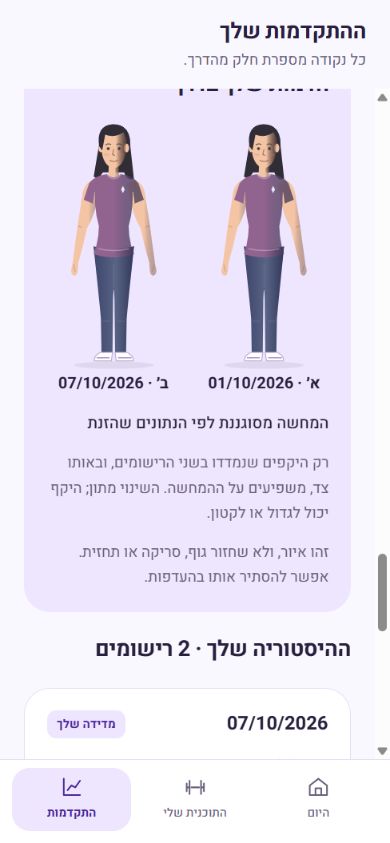 ההתקדמות שלך
כל נקודה מספרת חלק מהדרך.
א׳ · 01/10/2026
ב׳ · 07/10/2026
המחשה מסוגננת לפי הנתונים שהזנת
רק היקפים שנמדדו בשני הרישומים, ובאותו
צד, משפיעים על ההמחשה. השינוי מתון; היקף
יכול לגדול או לקטון.
זהו איור, ולא שחזור גוף, סריקה או תחזית.
אפשר להסתיר אותו בהעדפות.
ההיסטוריה שלך · 2 רישומים
07/10/2026
מדידה שלך
היום
התוכנית שלי
התקדמות